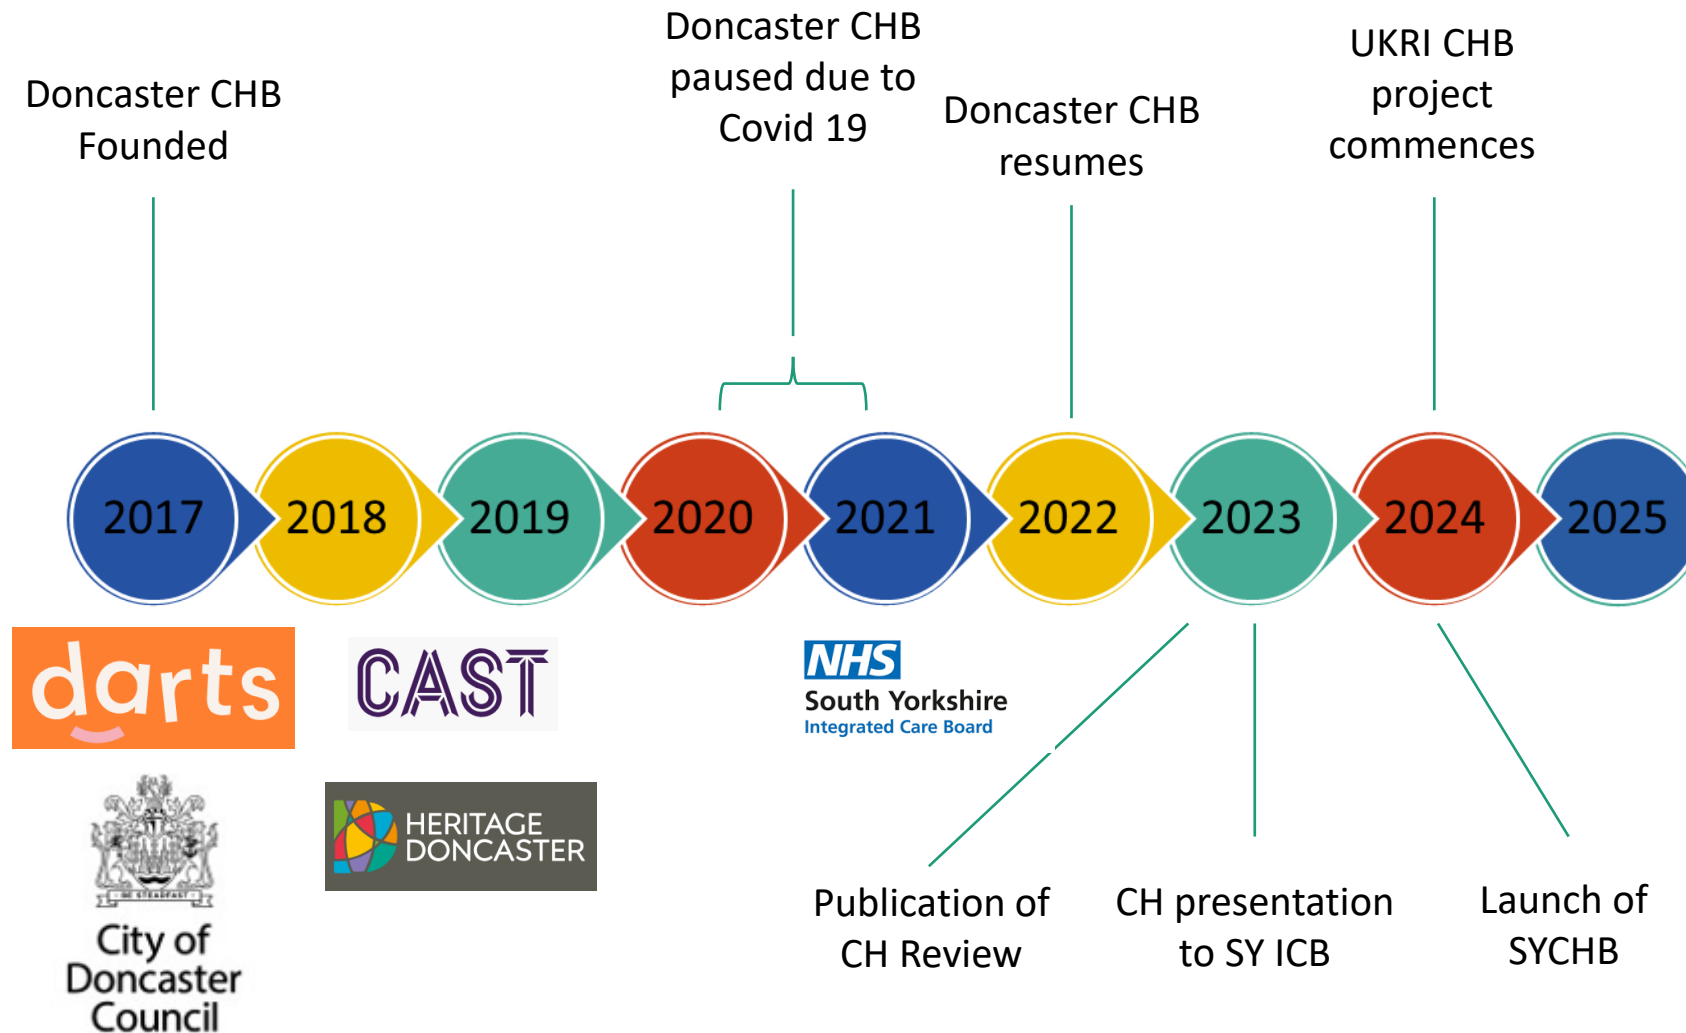 Doncaster CHB
Founded
Doncaster CHB
paused due to
Covid 19
Doncaster CHB
resumes
UKRI CHB
project
commences
2017
2018
2019
2020
2021
2022
2023
2024
2025
darts
CAST
NHS
South Yorkshire
Integrated Care Board
HERITAGE
DONCASTER
City of
Doncaster
Council
Publication of
CH Review
CH presentation
to SY ICB
Launch of
SYCHB